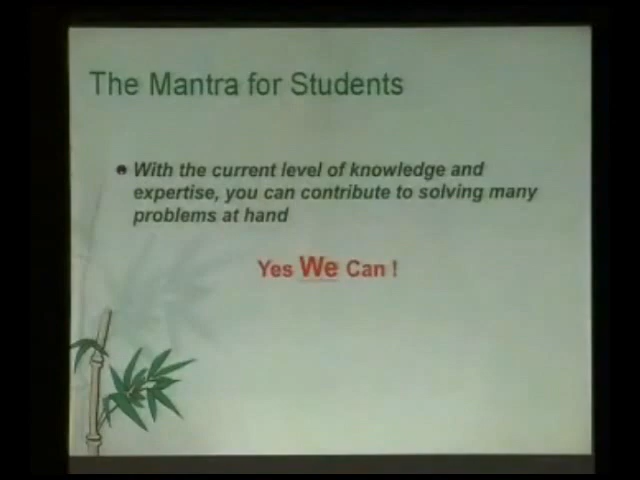 The Mantra for Students
With the current level of knowledge and
expertise, you can contribute to solving many
problems at hand
Yes We Can !